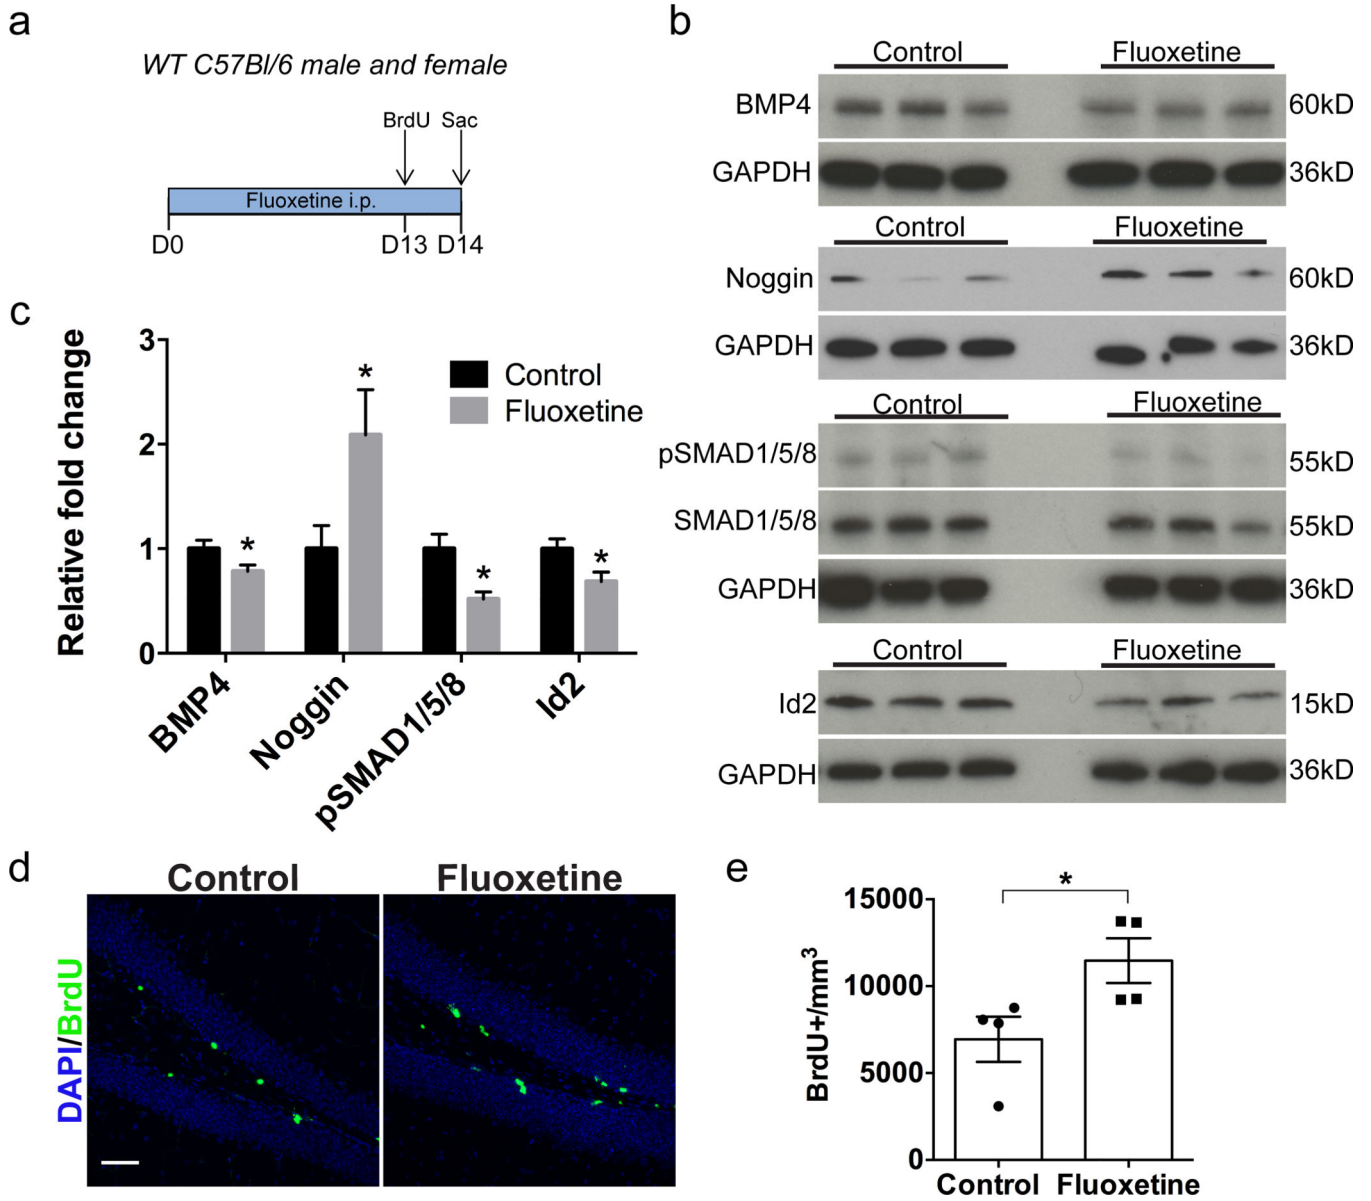 a
WT C57Bl/6 male and female
BrdU Sac
Fluoxetine i.p.
D0 D13 D14
b
Control Fluoxetine
BMP4 60kD
GAPDH 36kD
Control Fluoxetine
Noggin 60kD
GAPDH 36kD
Control Fluoxetine
pSMAD1/5/8 55kD
SMAD1/5/8 55kD
GAPDH 36kD
Control Fluoxetine
Id2 15kD
GAPDH 36kD
c
Relative fold change
3
2
1
0
Control
Fluoxetine
*
*
*
*
BMP4
Noggin
pSMAD1/5/8
Id2
d
Control Fluoxetine
DAPI/BrdU
e
BrdU+/mm³
15000
10000
5000
0
*
Control Fluoxetine